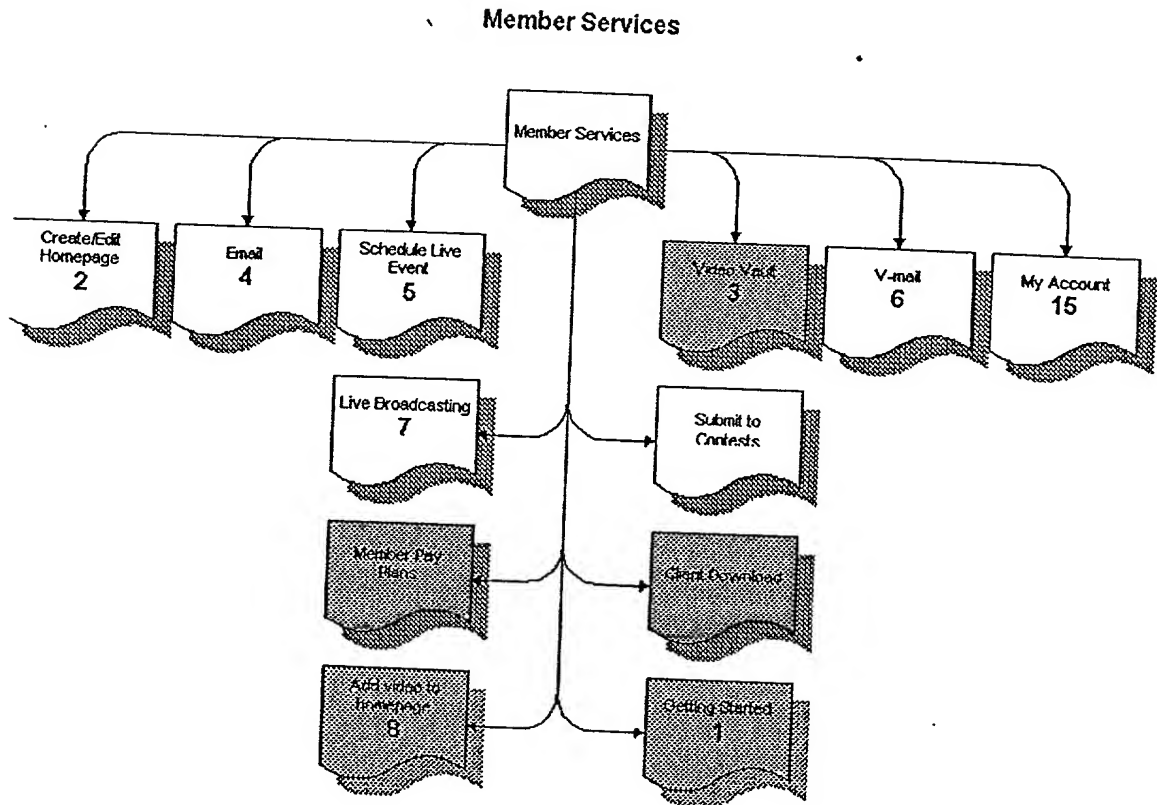 Member Services
Member Services
Create/Edit
Homepage
2
Email
4
Schedule Live
Event
5
Video Vault
3
V-mail
6
My Account
15
Live Broadcasting
7
Submit to
Contests
Member Pay
Plans
Client Download
Add video to
homepage
8
Getting Started
1